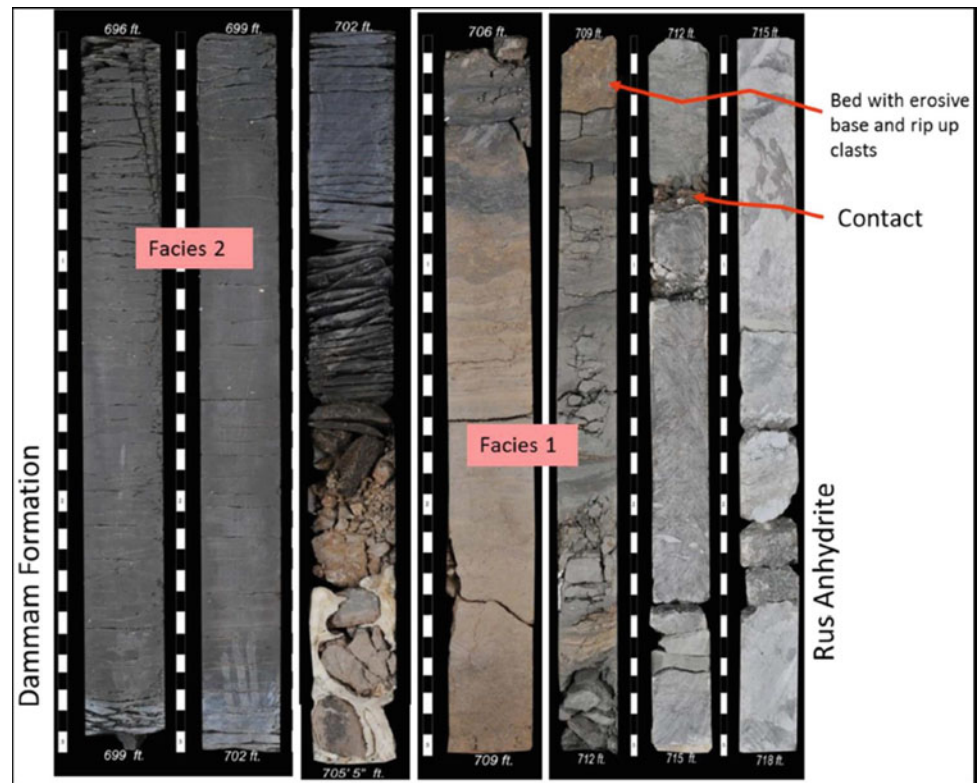 696 ft.
699 ft.
702 ft.
706 ft.
709 ft.
712 ft.
715 ft.
Bed with erosive
base and rip up
clasts
Contact
Facies 2
Facies 1
Dammam Formation
Rus Anhydrite
699 ft.
702 ft.
705' 5" ft.
709 ft.
712 ft.
715 ft.
718 ft.